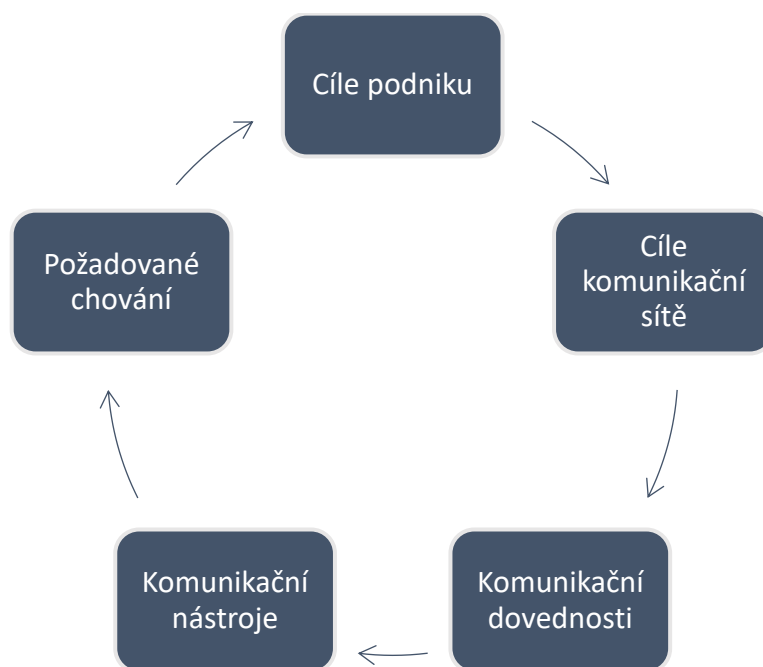 Cíle podniku
Cíle
komunikační
sítě
Komunikační
dovednosti
Komunikační
nástroje
Požadované
chování